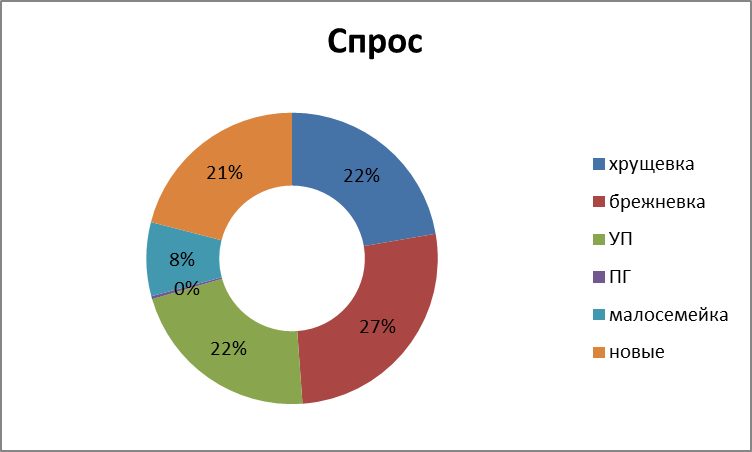 Спрос
22%
27%
22%
0%
8%
21%
хрущевка
брежневка
УП
ПГ
малосемейка
новые